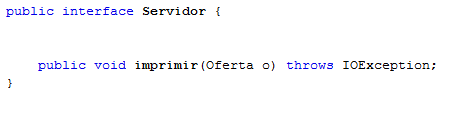 public interface Servidor {
public void imprimir(Oferta o) throws IOException;
}